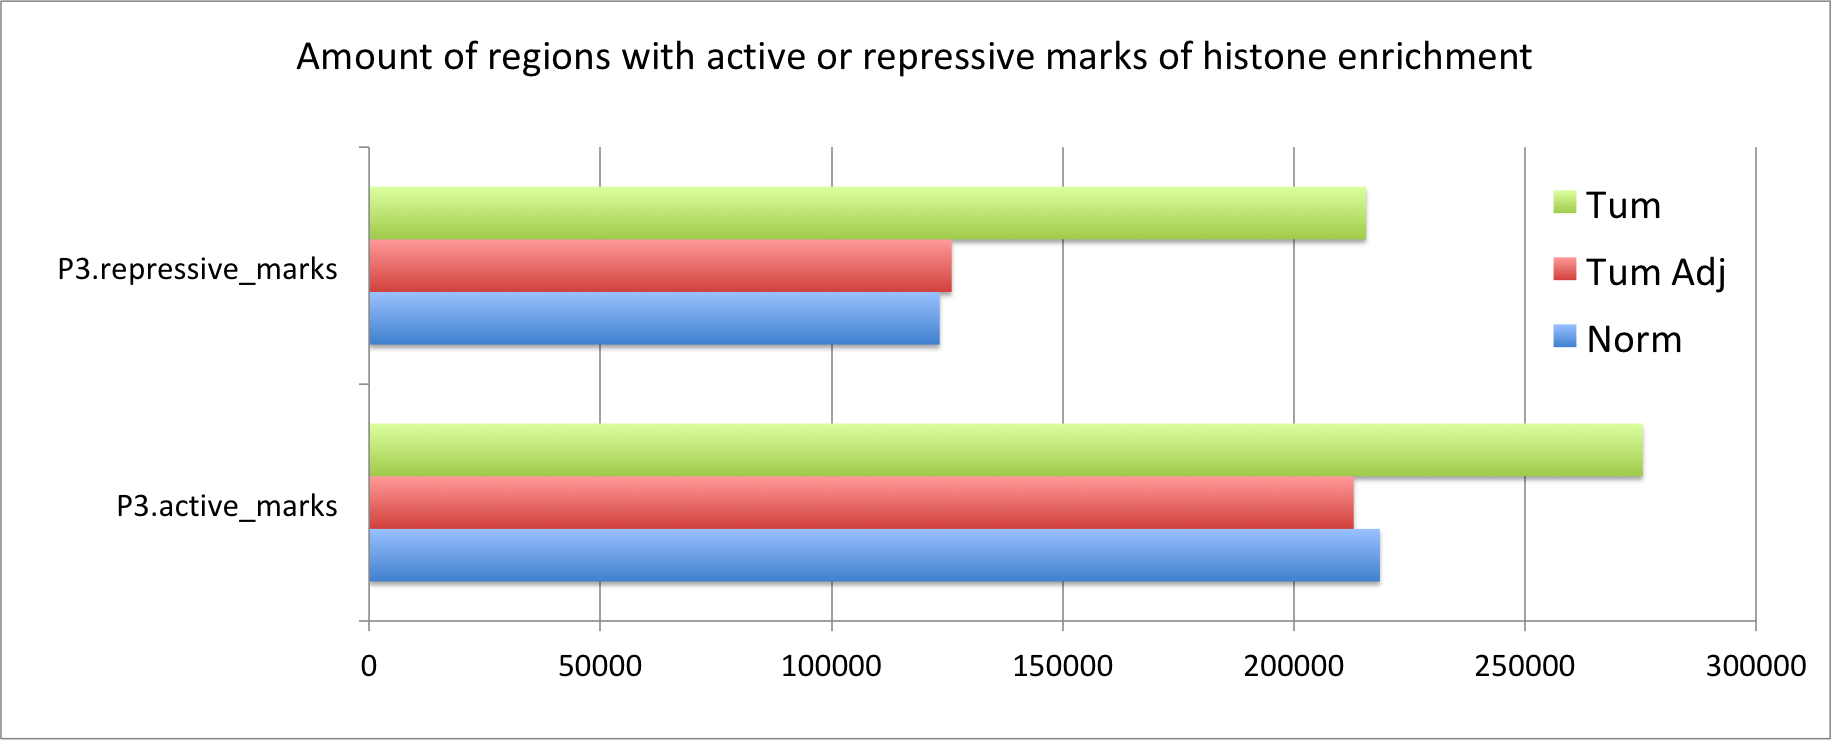 Amount of regions with active or repressive marks of histone enrichment
P3.repressive_marks
P3.active_marks
Tum
Tum Adj
Norm
0 50000 100000 150000 200000 250000 300000